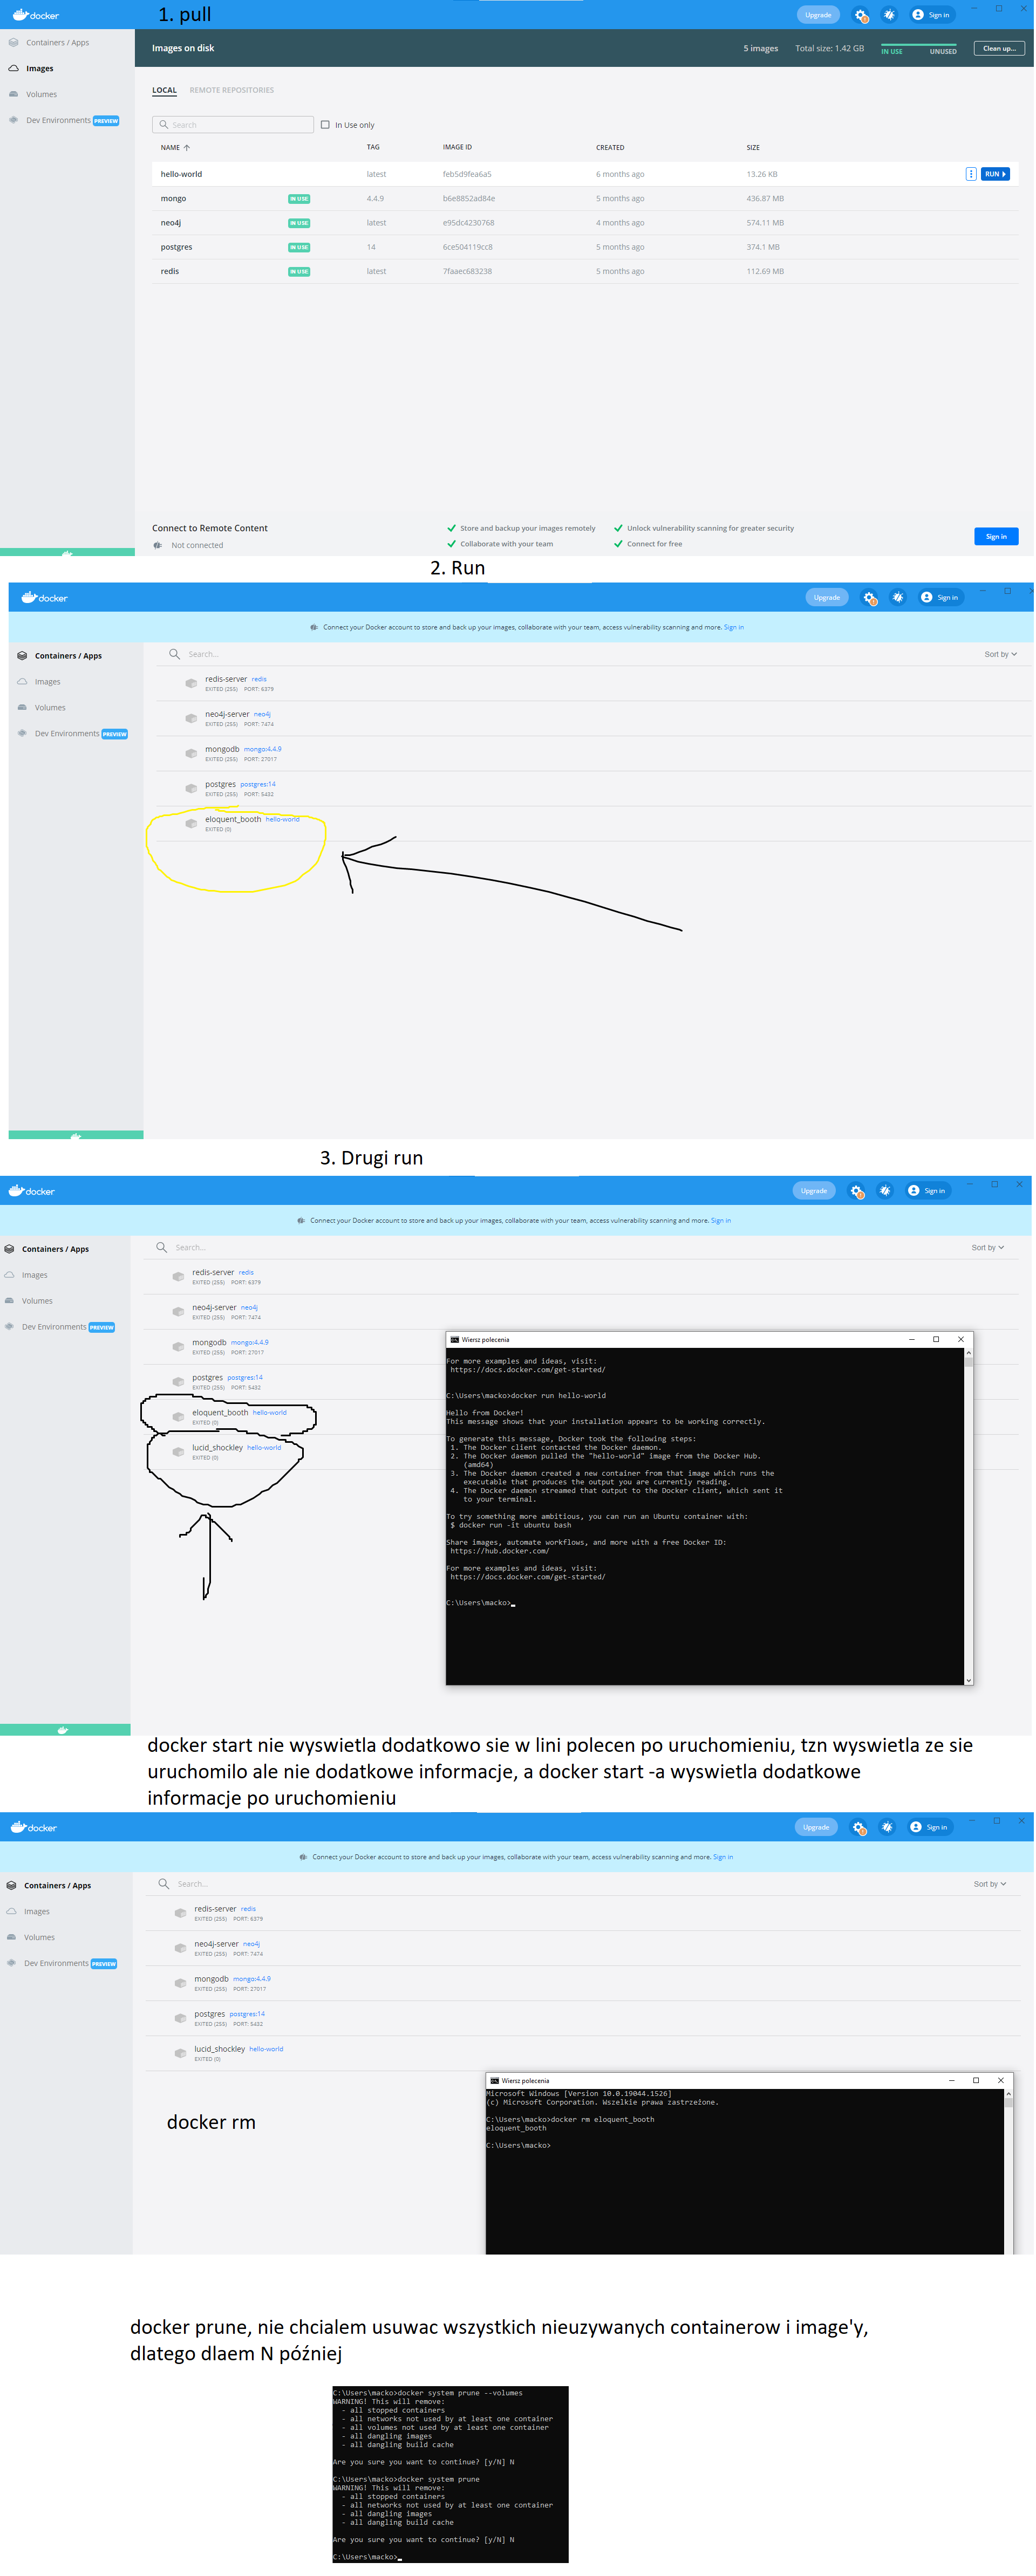 1. pull
docker
Upgrade
Sign in
Containers / Apps
Images
Volumes
Dev Environments PREVIEW
Images on disk
5 images Total size: 1.42 GB IN USE UNUSED Clean up...
LOCAL REMOTE REPOSITORIES
Search In Use only
NAME TAG IMAGE ID CREATED SIZE
hello-world latest feb5d9fea6a5 6 months ago 13.26 KB RUN
mongo IN USE 4.4.9 b6e8852ad84e 5 months ago 436.87 MB
neo4j IN USE latest e95dc4230768 4 months ago 574.11 MB
postgres IN USE 14 6ce504119cc8 5 months ago 374.1 MB
redis IN USE latest 7faaec683238 5 months ago 112.69 MB
Connect to Remote Content
Not connected
Store and backup your images remotely Unlock vulnerability scanning for greater security
Collaborate with your team Connect for free
Sign in
2. Run
docker
Upgrade
Sign in
Connect your Docker account to store and back up your images, collaborate with your team, access vulnerability scanning and more. Sign in
Containers / Apps
Images
Volumes
Dev Environments PREVIEW
Search... Sort by
redis-server redis
EXITED (255) PORT: 6379
neo4j-server neo4j
EXITED (255) PORT: 7474
mongodb mongo:4.4.9
EXITED (255) PORT: 27017
postgres postgres:14
EXITED (255) PORT: 5432
eloquent_booth hello-world
EXITED (0)
3. Drugi run
docker
Upgrade
Sign in
Connect your Docker account to store and back up your images, collaborate with your team, access vulnerability scanning and more. Sign in
Containers / Apps
Images
Volumes
Dev Environments PREVIEW
Search... Sort by
redis-server redis
EXITED (255) PORT: 6379
neo4j-server neo4j
EXITED (255) PORT: 7474
mongodb mongo:4.4.9
EXITED (255) PORT: 27017
postgres postgres:14
EXITED (255) PORT: 5432
eloquent_booth hello-world
EXITED (0)
lucid_shockley hello-world
EXITED (0)
Wiersz polecenia
For more examples and ideas, visit:
https://docs.docker.com/get-started/
C:\Users\macko>docker run hello-world
Hello from Docker!
This message shows that your installation appears to be working correctly.
To generate this message, Docker took the following steps:
1. The Docker client contacted the Docker daemon.
2. The Docker daemon pulled the "hello-world" image from the Docker Hub.
(amd64)
3. The Docker daemon created a new container from that image which runs the
executable that produces the output you are currently reading.
4. The Docker daemon streamed that output to the Docker client, which sent it
to your terminal.
To try something more ambitious, you can run an Ubuntu container with:
$ docker run -it ubuntu bash
Share images, automate workflows, and more with a free Docker ID:
https://hub.docker.com/
For more examples and ideas, visit:
https://docs.docker.com/get-started/
C:\Users\macko>
docker start nie wyswietla dodatkowo sie w lini polecen po uruchomieniu, tzn wyswietla ze sie
uruchomilo ale nie dodatkowe informacje, a docker start -a wyswietla dodatkowe
informacje po uruchomieniu
docker
Upgrade
Sign in
Connect your Docker account to store and back up your images, collaborate with your team, access vulnerability scanning and more. Sign in
Containers / Apps
Images
Volumes
Dev Environments PREVIEW
Search... Sort by
redis-server redis
EXITED (255) PORT: 6379
neo4j-server neo4j
EXITED (255) PORT: 7474
mongodb mongo:4.4.9
EXITED (255) PORT: 27017
postgres postgres:14
EXITED (255) PORT: 5432
lucid_shockley hello-world
EXITED (0)
docker rm
Wiersz polecenia
Microsoft Windows [Version 10.0.19044.1526]
(c) Microsoft Corporation. Wszelkie prawa zastrzeżone.
C:\Users\macko>docker rm eloquent_booth
eloquent_booth
C:\Users\macko>
docker prune, nie chcialem usuwac wszystkich nieuzywanych containerow i image'y,
dlatego dlaem N później
C:\Users\macko>docker system prune --volumes
WARNING! This will remove:
- all stopped containers
- all networks not used by at least one container
- all volumes not used by at least one container
- all dangling images
- all dangling build cache
Are you sure you want to continue? [y/N] N
C:\Users\macko>docker system prune
WARNING! This will remove:
- all stopped containers
- all networks not used by at least one container
- all dangling images
- all dangling build cache
Are you sure you want to continue? [y/N] N
C:\Users\macko>